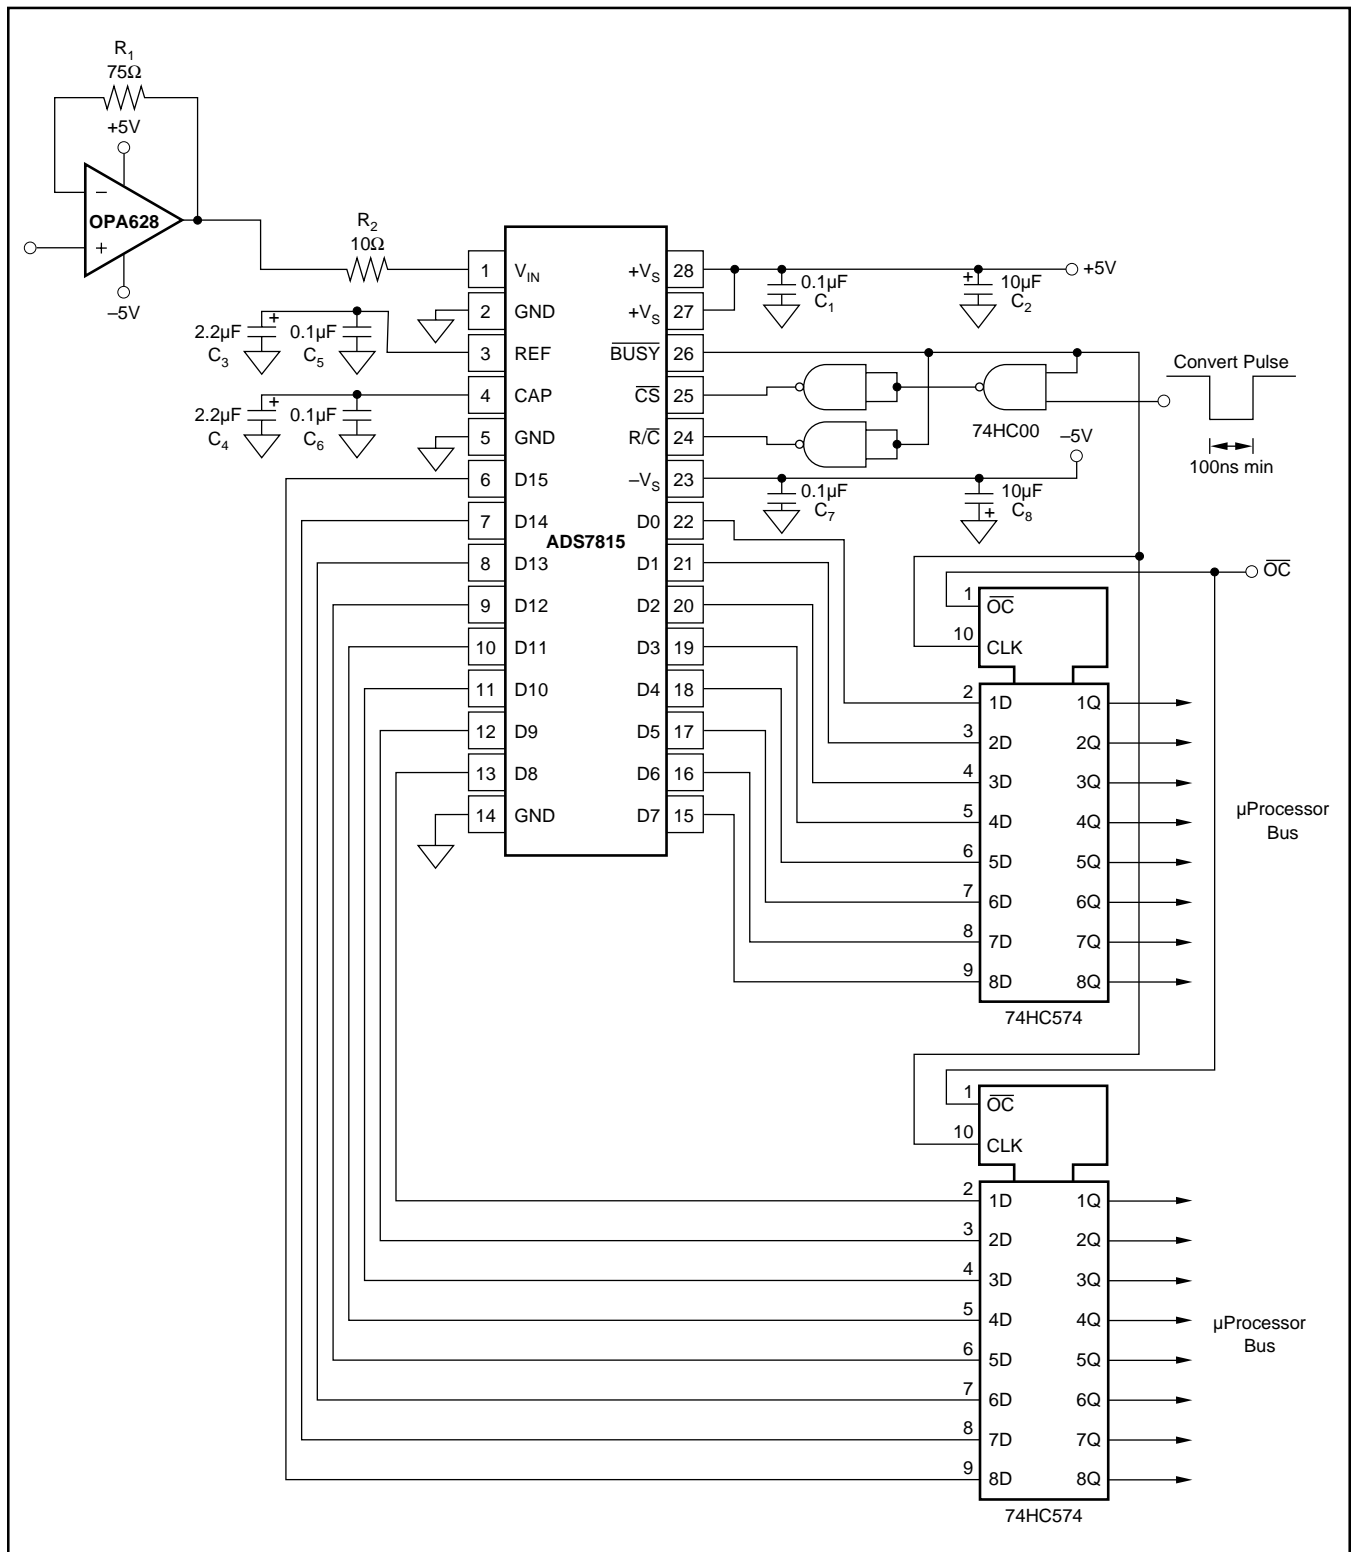 R1
75Ω
+5V
−
OPA628
+
–5V
R2
10Ω
2.2µF
C3
0.1µF
C5
2.2µF
C4
0.1µF
C6
1 VIN
2 GND
3 REF
4 CAP
5 GND
6 D15
7 D14
8 D13
9 D12
10 D11
11 D10
12 D9
13 D8
14 GND
ADS7815
+VS 28
+VS 27
BUSY 26
CS 25
R/C 24
–VS 23
D0 22
D1 21
D2 20
D3 19
D4 18
D5 17
D6 16
D7 15
0.1µF
C1
+
10µF
C2
+5V
74HC00
Convert Pulse
100ns min
–5V
0.1µF
C7
10µF
+
C8
OC
1 OC
10 CLK
2 1D 1Q
3 2D 2Q
4 3D 3Q
5 4D 4Q
6 5D 5Q
7 6D 6Q
8 7D 7Q
9 8D 8Q
74HC574
µProcessor
Bus
1 OC
10 CLK
2 1D 1Q
3 2D 2Q
4 3D 3Q
5 4D 4Q
6 5D 5Q
7 6D 6Q
8 7D 7Q
9 8D 8Q
74HC574
µProcessor
Bus